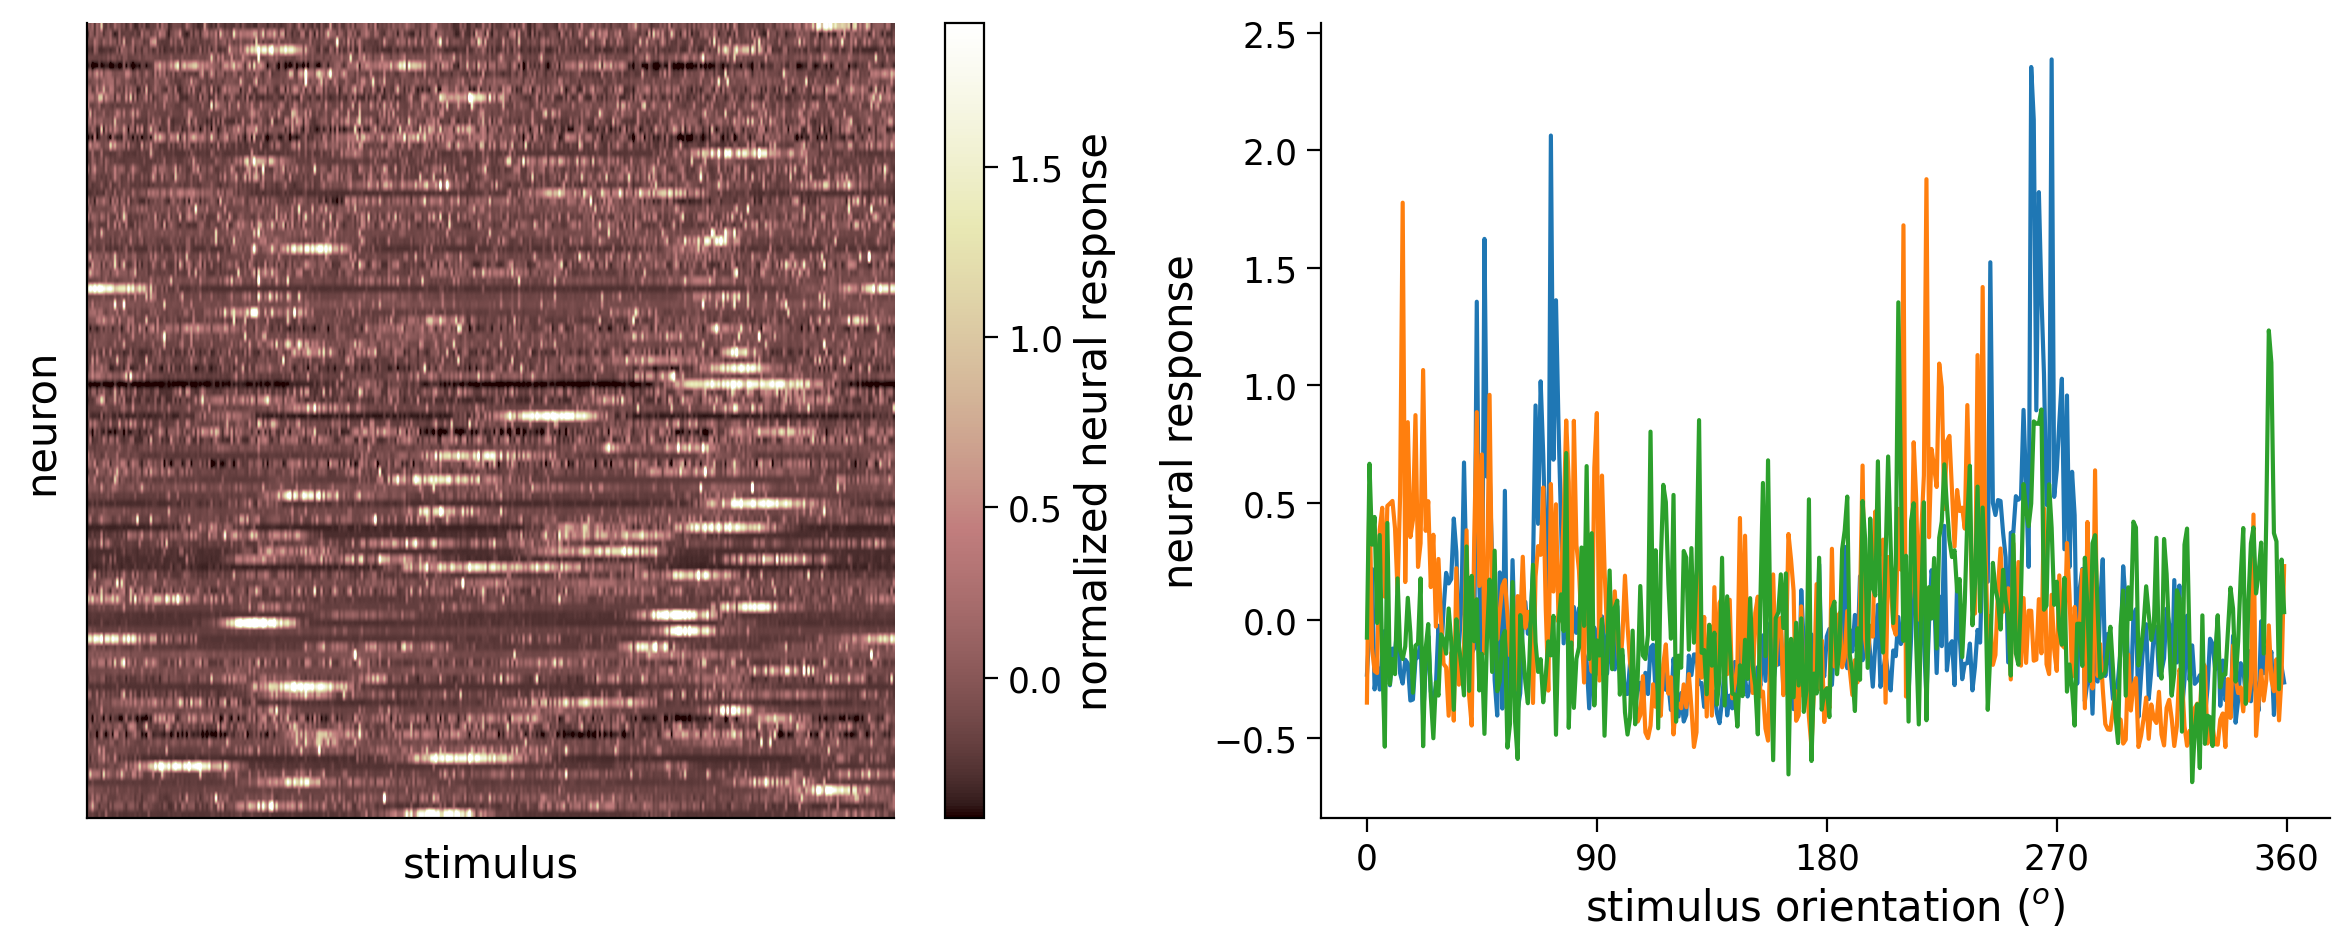 neuron
stimulus
1.5
1.0
0.5
0.0
normalized neural response
2.5
2.0
1.5
1.0
0.5
0.0
−0.5
neural response
0 90 180 270 360
stimulus orientation (o)